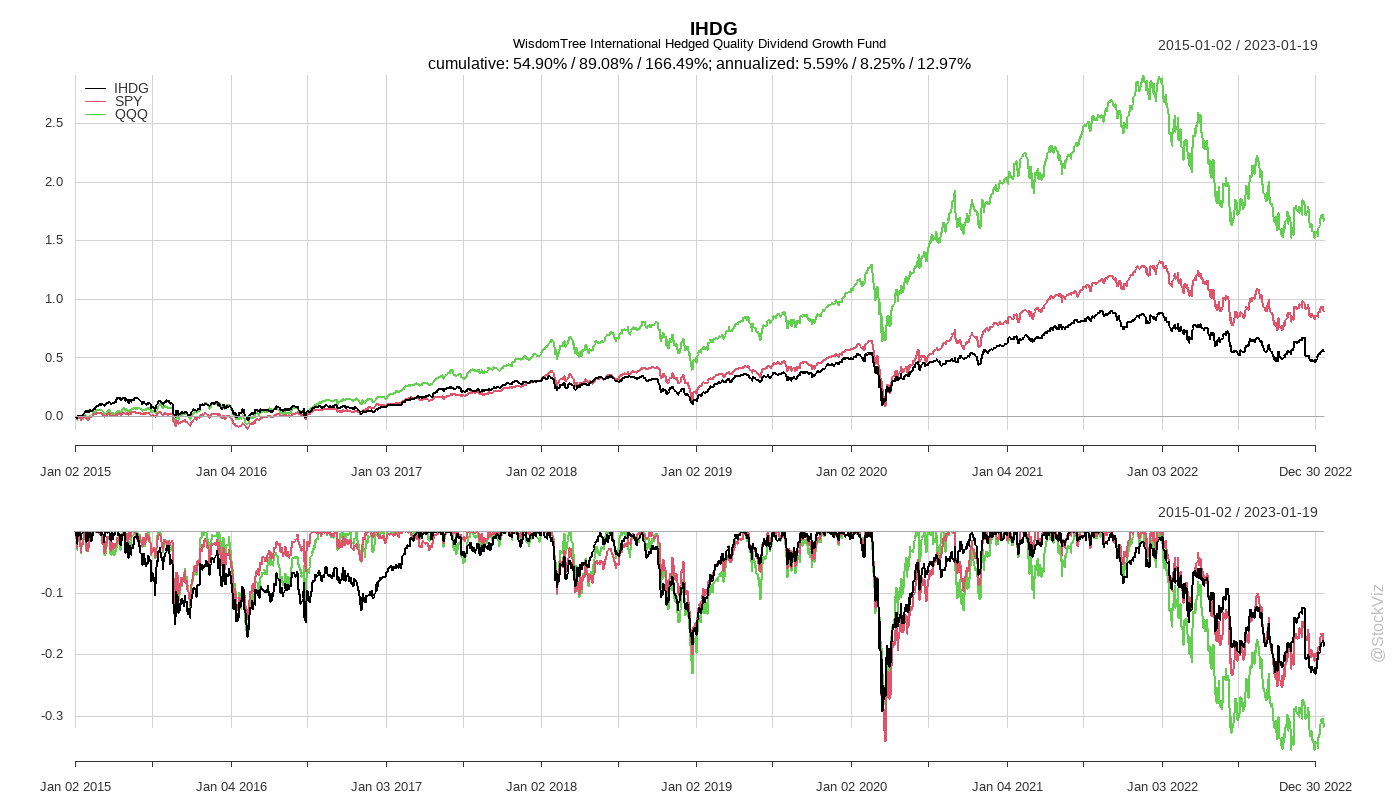 IHDG
WisdomTree International Hedged Quality Dividend Growth Fund
2015-01-02 / 2023-01-19
cumulative: 54.90% / 89.08% / 166.49%; annualized: 5.59% / 8.25% / 12.97%
IHDG
SPY
QQQ
2.5
2.0
1.5
1.0
0.5
0.0
Jan 02 2015 Jan 04 2016 Jan 03 2017 Jan 02 2018 Jan 02 2019 Jan 02 2020 Jan 04 2021 Jan 03 2022 Dec 30 2022
2015-01-02 / 2023-01-19
-0.1
-0.2
-0.3
Jan 02 2015 Jan 04 2016 Jan 03 2017 Jan 02 2018 Jan 02 2019 Jan 02 2020 Jan 04 2021 Jan 03 2022 Dec 30 2022
@StockViz